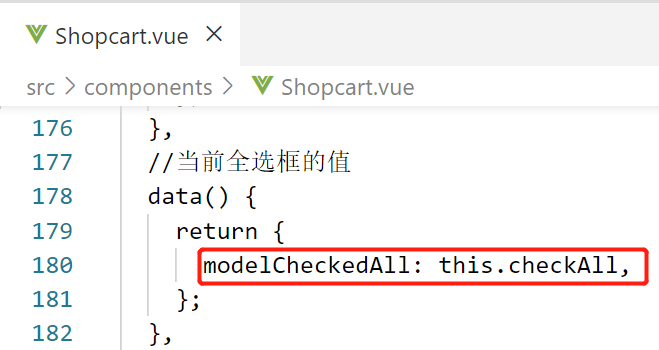 Shopcart.vue ×
src > components > Shopcart.vue
176 },
177 //当前全选框的值
178 data() {
179 return {
180 modelCheckedAll: this.checkAll,
181 };
182 },